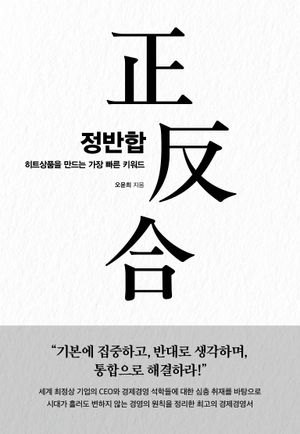 正
反
合
정반합
히트상품을 만드는 가장 빠른 키워드
오윤희 지음
“기본에 집중하고, 반대로 생각하며,
통합으로 해결하라!”
세계 최정상 기업의 CEO와 경제경영 석학들에 대한 심층 취재를 바탕으로
시대가 흘러도 변하지 않는 경영의 원칙을 정리한 최고의 경제경영서